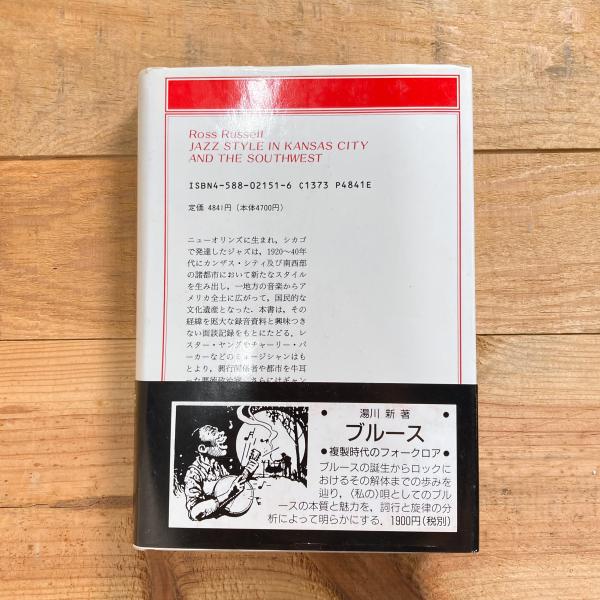 Ross Russell
JAZZ STYLE IN KANSAS CITY
AND THE SOUTHWEST
ISBN4-588-02151-6 C1373 P4841E
定価 4841円(本体4700円)
ニューオリンズに生まれ,シカゴ
で発達したジャズは,1920〜40年
代にカンザス・シティ及び南西部
の諸都市において新たなスタイル
を生み出し,一地方の音楽からア
メリカ全土に広がって,国民的な
文化遺産となった.本書は,その
経緯を厖大な録音資料と興味つき
ない面談記録をもとにたどる.レ
スター・ヤングやチャーリー・パ
ーカーなどのミュージシャンはも
とより,興行関係者や都市を牛耳
った悪徳政治家,さらにはギャン
湯川 新 著
ブルース
●複製時代のフォークロア●
ブルースの誕生からロックに
おけるその解体までの歩みを
辿り,〈私の〉唄としてのブル
ースの本質と魅力を,詞行と旋律の分
析によって明らかにする. 1900円(税別)